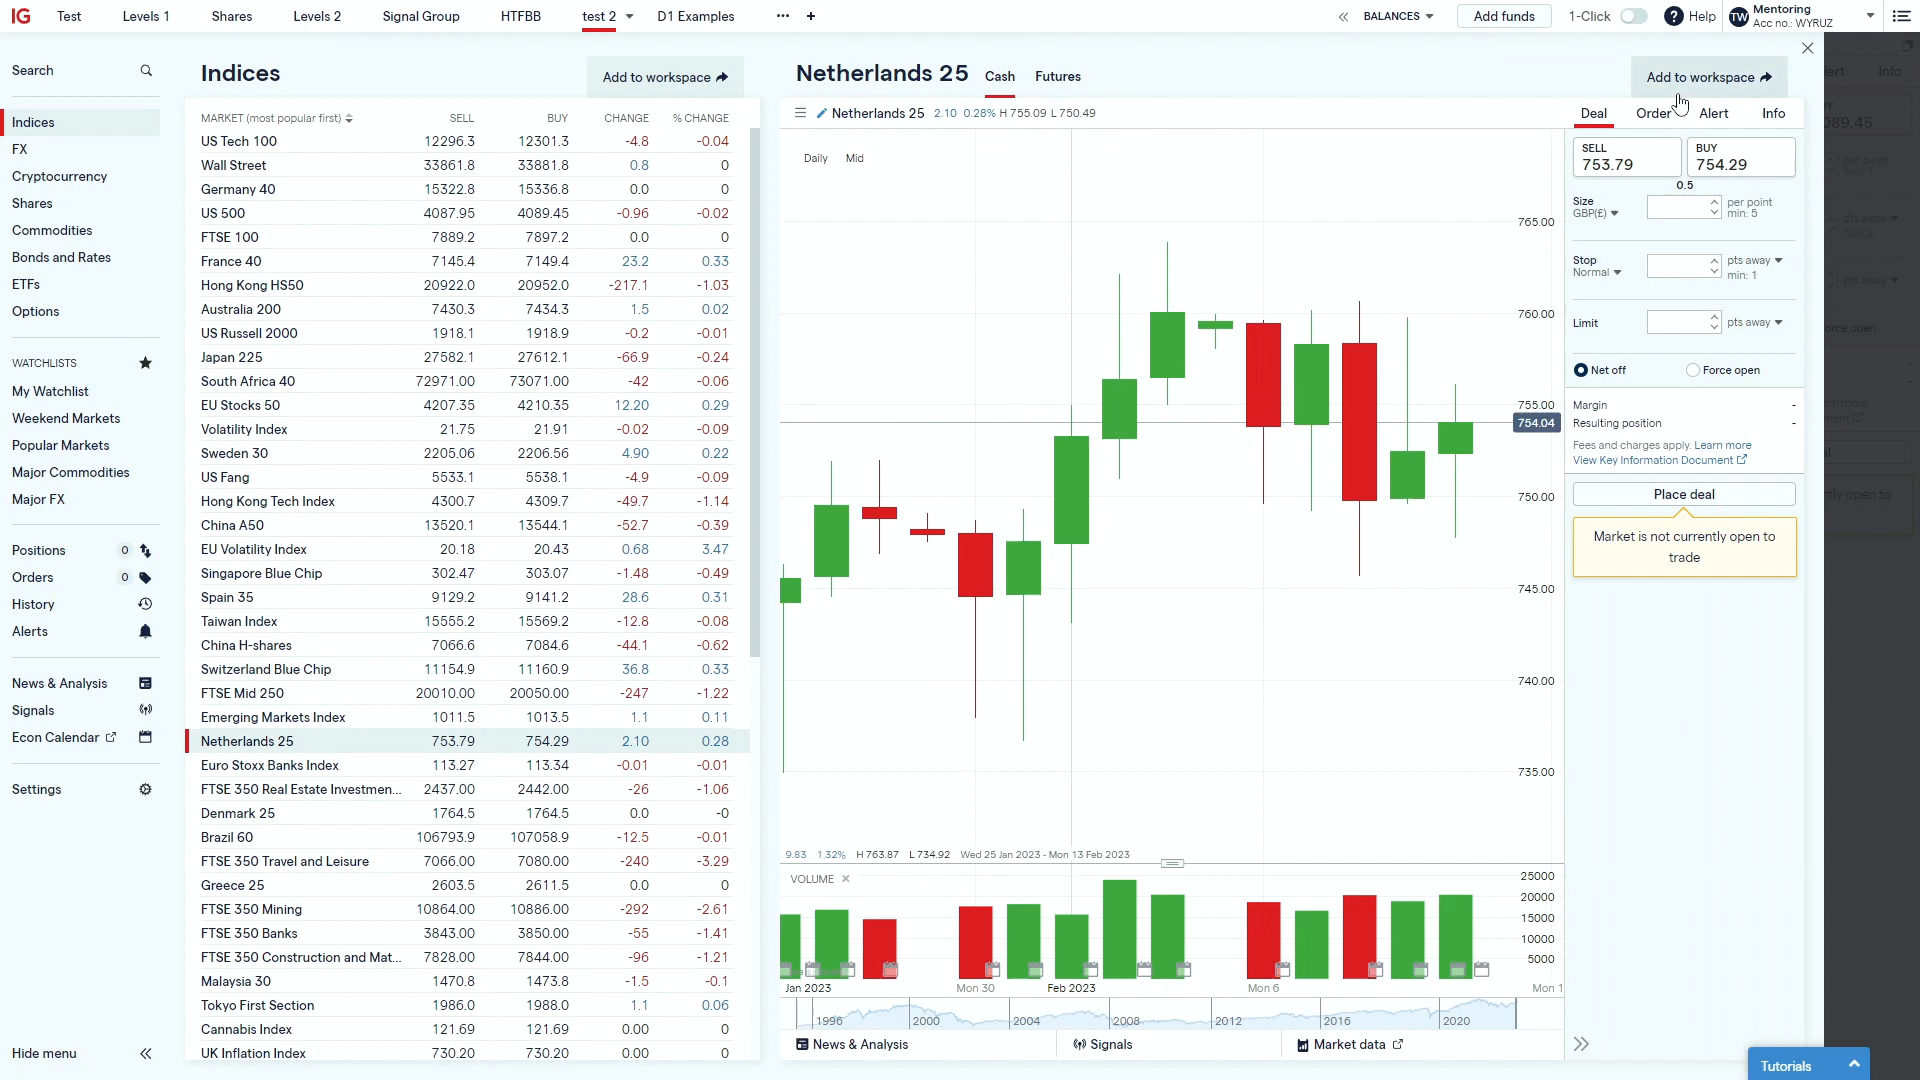 IG Test Levels 1 Shares Levels 2 Signal Group HTFBB test 2 D1 Examples ••• +
BALANCES Add funds 1-Click Help TW Mentoring
Acc no.: WYRUZ
Search
Indices
FX
Cryptocurrency
Shares
Commodities
Bonds and Rates
ETFs
Options
WATCHLISTS
My Watchlist
Weekend Markets
Popular Markets
Major Commodities
Major FX
Positions 0
Orders 0
History
Alerts
News & Analysis
Signals
Econ Calendar
Settings
Hide menu
Indices Add to workspace
MARKET (most popular first) SELL BUY CHANGE % CHANGE
US Tech 100 12296.3 12301.3 -4.8 -0.04
Wall Street 33861.8 33881.8 0.8 0
Germany 40 15322.8 15336.8 0.0 0
US 500 4087.95 4089.45 -0.96 -0.02
FTSE 100 7889.2 7897.2 0.0 0
France 40 7145.4 7149.4 23.2 0.33
Hong Kong HS50 20922.0 20952.0 -217.1 -1.03
Australia 200 7430.3 7434.3 1.5 0.02
US Russell 2000 1918.1 1918.9 -0.2 -0.01
Japan 225 27582.1 27612.1 -66.9 -0.24
South Africa 40 72971.00 73071.00 -42 -0.06
EU Stocks 50 4207.35 4210.35 12.20 0.29
Volatility Index 21.75 21.91 -0.02 -0.09
Sweden 30 2205.06 2206.56 4.90 0.22
US Fang 5533.1 5538.1 -4.9 -0.09
Hong Kong Tech Index 4300.7 4309.7 -49.7 -1.14
China A50 13520.1 13544.1 -52.7 -0.39
EU Volatility Index 20.18 20.43 0.68 3.47
Singapore Blue Chip 302.47 303.07 -1.48 -0.49
Spain 35 9129.2 9141.2 28.6 0.31
Taiwan Index 15555.2 15569.2 -12.8 -0.08
China H-shares 7066.6 7084.6 -44.1 -0.62
Switzerland Blue Chip 11154.9 11160.9 36.8 0.33
FTSE Mid 250 20010.00 20050.00 -247 -1.22
Emerging Markets Index 1011.5 1013.5 1.1 0.11
Netherlands 25 753.79 754.29 2.10 0.28
Euro Stoxx Banks Index 113.27 113.34 -0.01 -0.01
FTSE 350 Real Estate Investmen... 2437.00 2442.00 -26 -1.06
Denmark 25 1764.5 1764.5 0.0 -0
Brazil 60 106793.9 107058.9 -12.5 -0.01
FTSE 350 Travel and Leisure 7066.00 7080.00 -240 -3.29
Greece 25 2603.5 2611.5 0.0 0
FTSE 350 Mining 10864.00 10886.00 -292 -2.61
FTSE 350 Banks 3843.00 3850.00 -55 -1.41
FTSE 350 Construction and Mat... 7828.00 7844.00 -96 -1.21
Malaysia 30 1470.8 1473.8 -1.5 -0.1
Tokyo First Section 1986.0 1988.0 1.1 0.06
Cannabis Index 121.69 121.69 0.00 0
UK Inflation Index 730.20 730.20 0.00 0
Netherlands 25 Cash Futures Add to workspace
Netherlands 25 2.10 0.28% H 755.09 L 750.49
Daily Mid
765.00
760.00
755.00
754.04
750.00
745.00
740.00
735.00
9.83 1.32% H 763.87 L 734.92 Wed 25 Jan 2023 - Mon 13 Feb 2023
VOLUME
25000
20000
15000
10000
5000
Jan 2023 Mon 30 Feb 2023 Mon 6 Mon 1
1996 2000 2004 2008 2012 2016 2020
News & Analysis Signals Market data
Deal Order Alert Info
SELL BUY
753.79 754.29
0.5
Size per point
GBP(£) min: 5
Stop pts away
Normal min: 1
Limit pts away
Net off Force open
Margin -
Resulting position -
Fees and charges apply. Learn more
View Key Information Document
Place deal
Market is not currently open to
trade
Info
089.45
per point
pts away
pts away
orce open
Tutorials